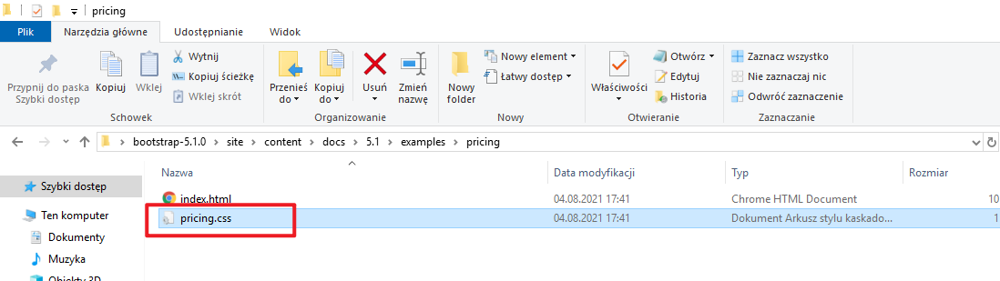 pricing
Plik Narzędzia główne Udostępnianie Widok
Przypnij do paska Szybki dostęp
Kopiuj
Wklej
Wytnij
Kopiuj ścieżkę
Wklej skrót
Schowek
Przenieś do
Kopiuj do
Usuń
Zmień nazwę
Organizowanie
Nowy folder
Nowy element
Łatwy dostęp
Nowy
Właściwości
Otwórz
Edytuj
Historia
Otwieranie
Zaznacz wszystko
Nie zaznaczaj nic
Odwróć zaznaczenie
Zaznaczanie
bootstrap-5.1.0 site content docs 5.1 examples pricing
Nazwa Data modyfikacji Typ Rozmiar
Szybki dostęp
Ten komputer
Dokumenty
Muzyka
Obiekty 3D
index.html 04.08.2021 17:41 Chrome HTML Document 10
pricing.css 04.08.2021 17:41 Dokument Arkusz stylu kaskado... 1